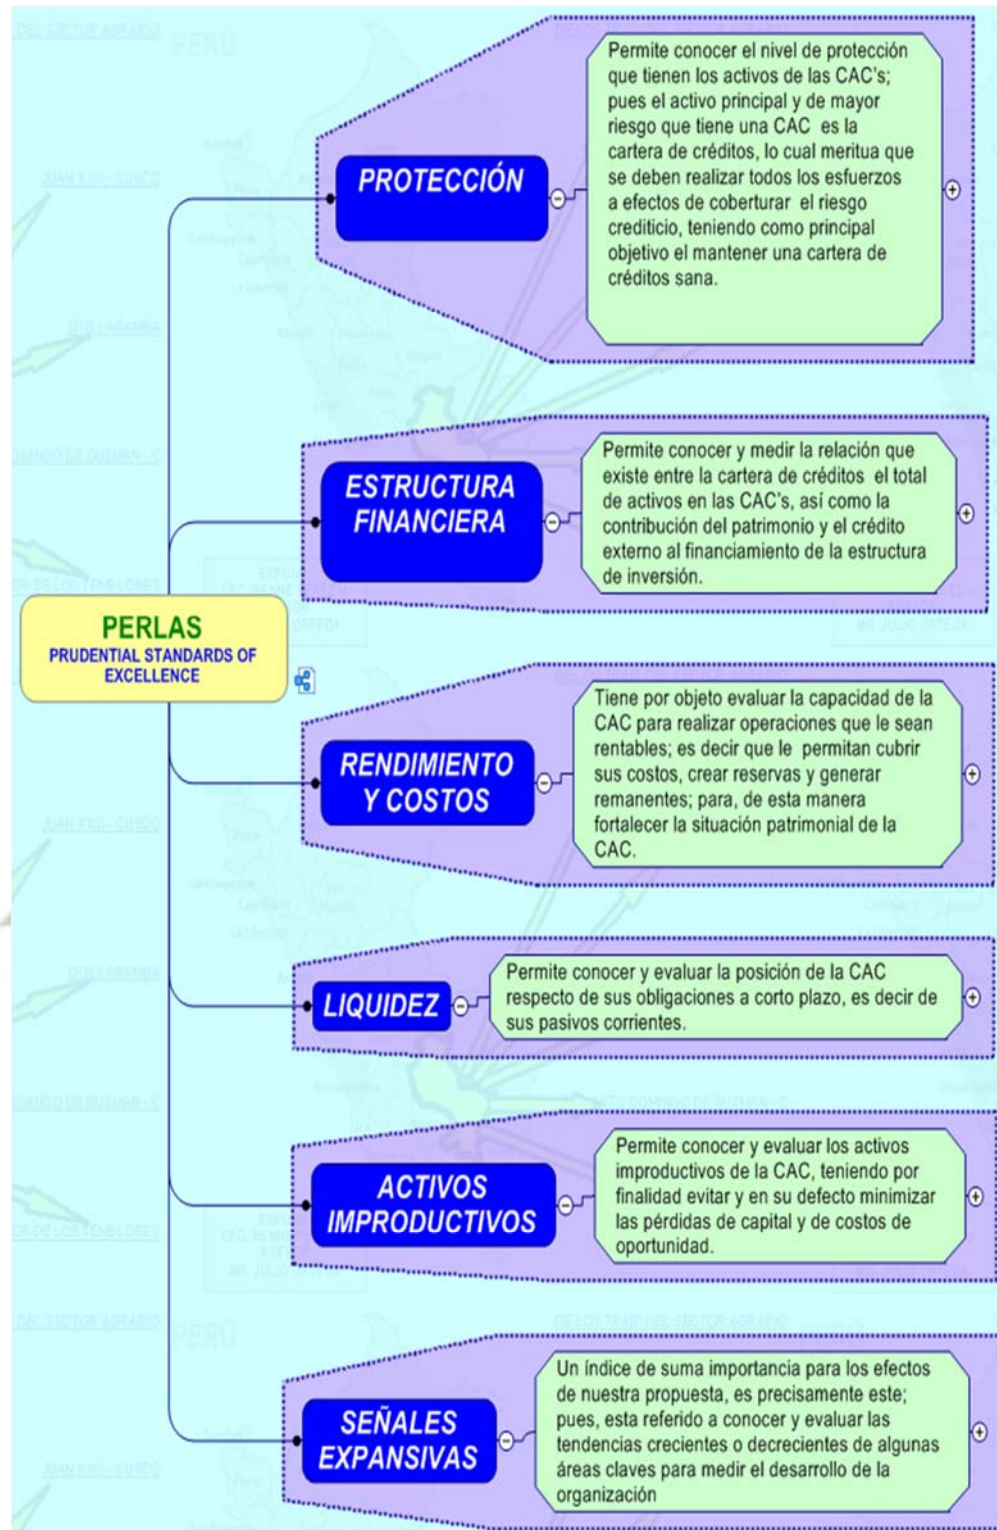 PROTECCIÓN
Permite conocer el nivel de protección
que tienen los activos de las CAC's;
pues el activo principal y de mayor
riesgo que tiene una CAC es la
cartera de créditos, lo cual meritua que
se deben realizar todos los esfuerzos
a efectos de coberturar el riesgo
crediticio, teniendo como principal
objetivo el mantener una cartera de
créditos sana.
ESTRUCTURA
FINANCIERA
Permite conocer y medir la relación que
existe entre la cartera de créditos el total
de activos en las CAC's, así como la
contribución del patrimonio y el crédito
externo al financiamiento de la estructura
de inversión.
PERLAS
PRUDENTIAL STANDARDS OF
EXCELLENCE
RENDIMIENTO
Y COSTOS
Tiene por objeto evaluar la capacidad de la
CAC para realizar operaciones que le sean
rentables; es decir que le permitan cubrir
sus costos, crear reservas y generar
remanentes; para, de esta manera
fortalecer la situación patrimonial de la
CAC.
LIQUIDEZ
Permite conocer y evaluar la posición de la CAC
respecto de sus obligaciones a corto plazo, es decir de
sus pasivos corrientes.
ACTIVOS
IMPRODUCTIVOS
Permite conocer y evaluar los activos
improductivos de la CAC, teniendo por
finalidad evitar y en su defecto minimizar
las pérdidas de capital y de costos de
oportunidad.
SEÑALES
EXPANSIVAS
Un índice de suma importancia para los efectos
de nuestra propuesta, es precisamente este;
pues, esta referido a conocer y evaluar las
tendencias crecientes o decrecientes de algunas
áreas claves para medir el desarrollo de la
organización
DEL SECTOR AGRARIO
PERÚ
JUAN XXIII - CUSCO
QUILLABAMBA